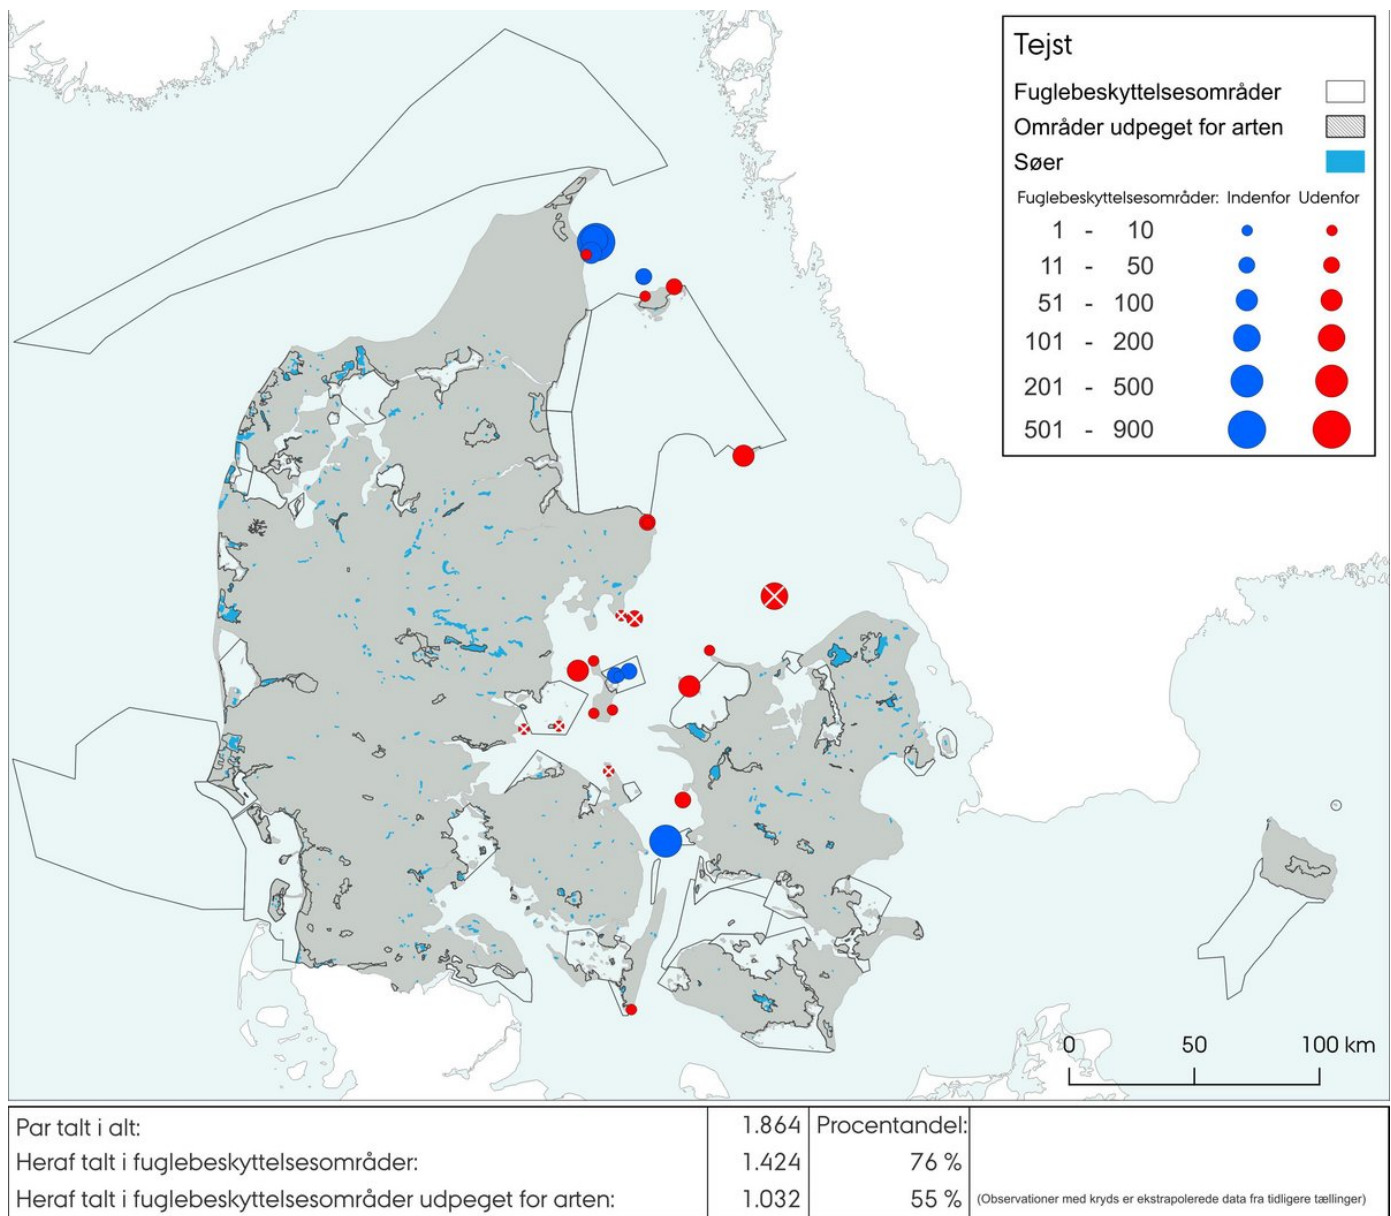 Tejst
Fuglebeskyttelsesområder
Områder udpeget for arten
Søer
Fuglebeskyttelsesområder: Indenfor Udenfor
1 - 10
11 - 50
51 - 100
101 - 200
201 - 500
501 - 900
0 50 100 km
Par talt i alt: 1.864 Procentandel:
Heraf talt i fuglebeskyttelsesområder: 1.424 76 %
Heraf talt i fuglebeskyttelsesområder udpeget for arten: 1.032 55 % (Observationer med kryds er ekstrapolerede data fra tidligere tællinger)